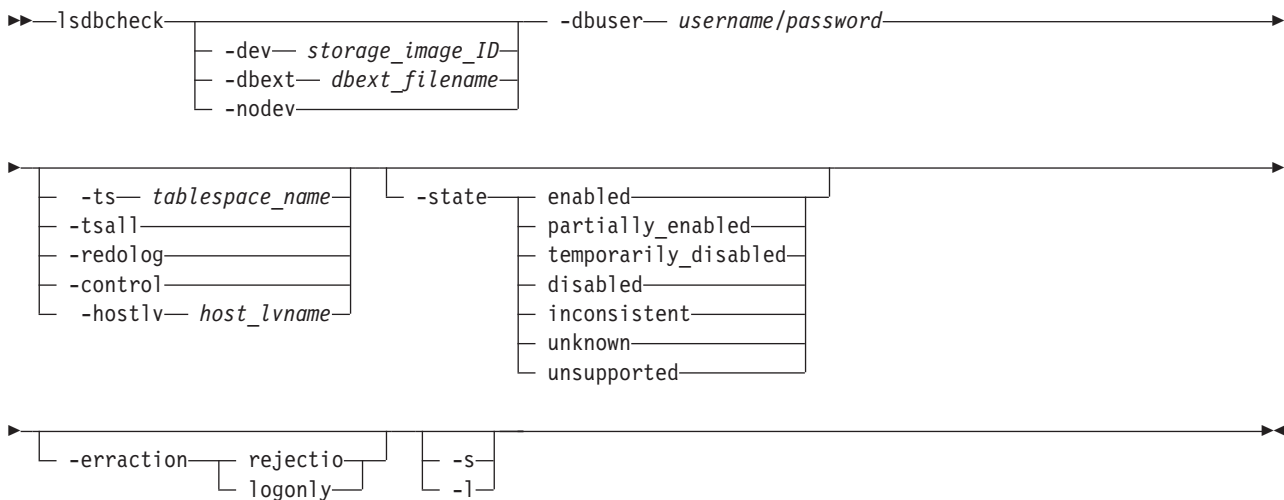 lsdbcheck -dbuser username/password
-dev storage_image_ID
-dbext dbext_filename
-nodev
-ts tablespace_name
-tsall
-redolog
-control
-hostlv host_lvname
-state enabled
partially_enabled
temporarily_disabled
disabled
inconsistent
unknown
unsupported
-erraction rejectio -s
logonly -l